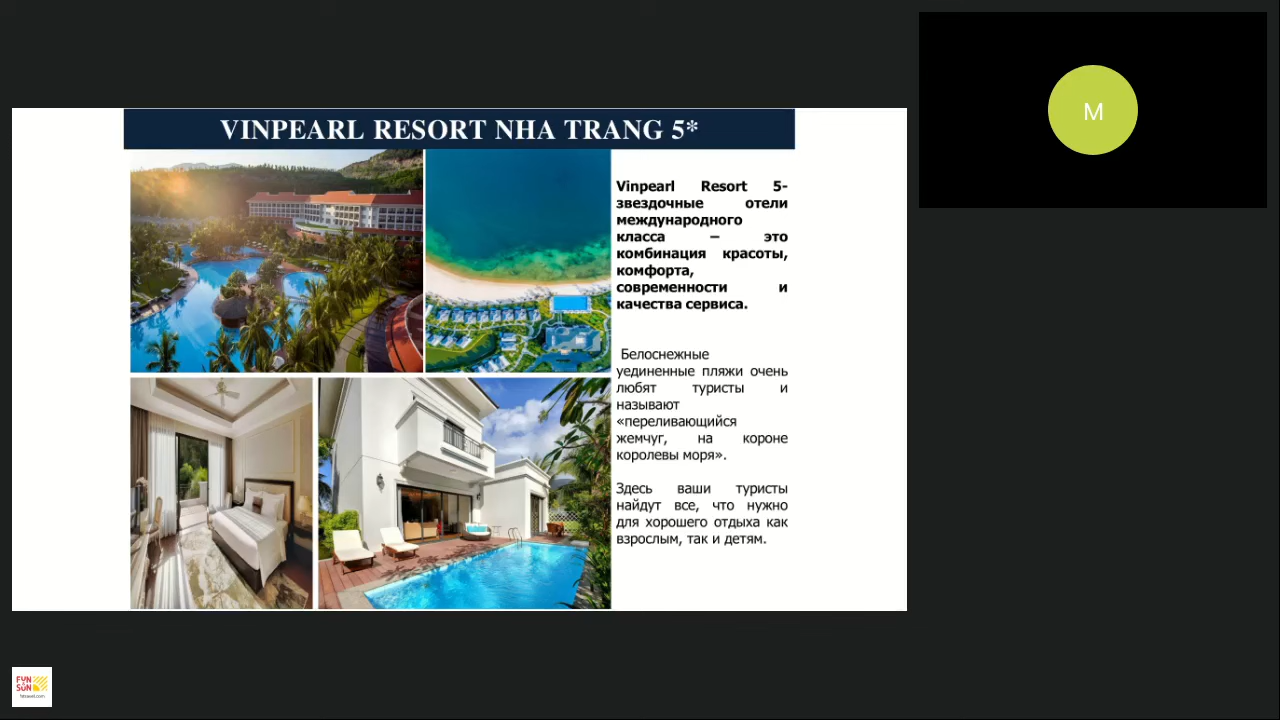 VINPEARL RESORT NHA TRANG 5*
Vinpearl Resort 5-
звездочные отели
международного
класса – это
комбинация красоты,
комфорта,
современности и
качества сервиса.
Белоснежные
уединенные пляжи очень
любят туристы и
называют
«переливающийся
жемчуг, на короне
королевы моря».
Здесь ваши туристы
найдут все, что нужно
для хорошего отдыха как
взрослым, так и детям.
M
FUN
&SUN
fstravel.com